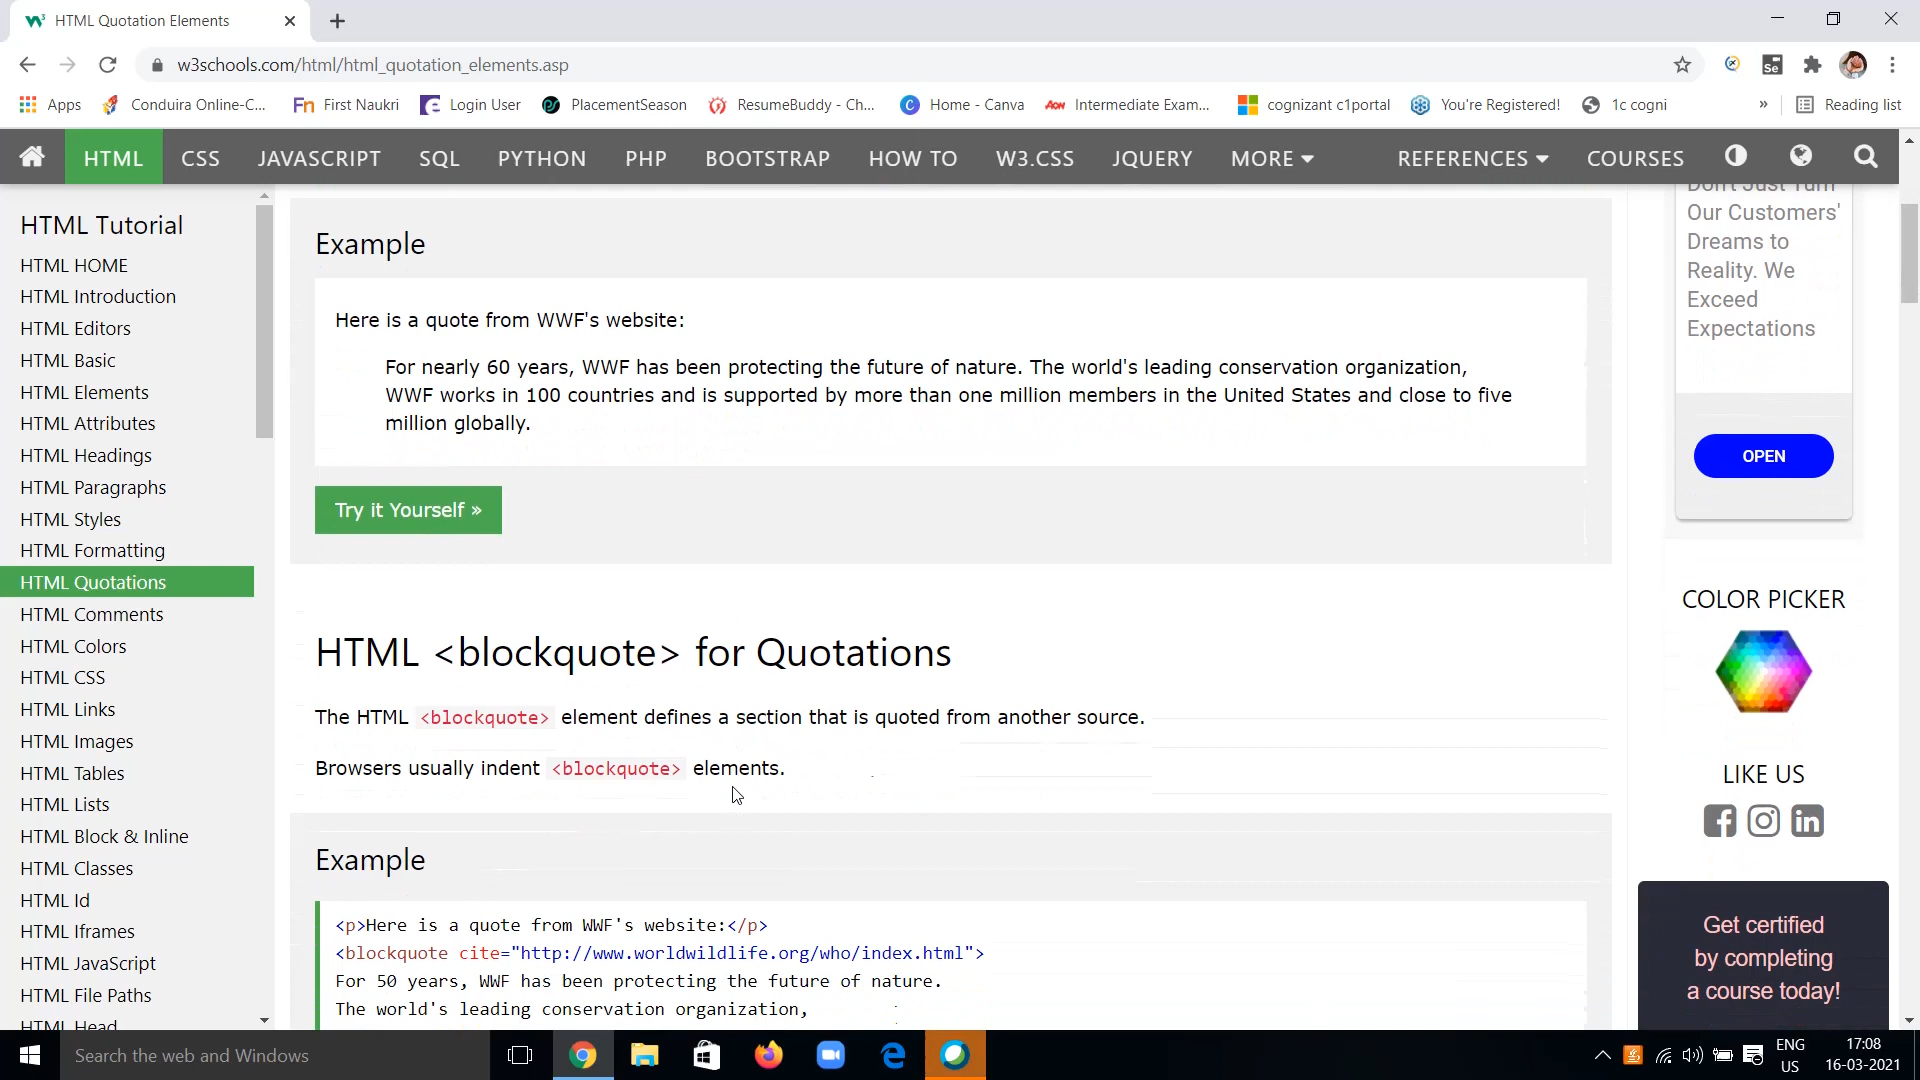 HTML Quotation Elements
w3schools.com/html/html_quotation_elements.asp
Apps
Conduira Online-C...
First Naukri
Login User
PlacementSeason
ResumeBuddy - Ch...
Home - Canva
Intermediate Exam...
cognizant c1portal
You're Registered!
1c cogni
»
Reading list
HTML
CSS
JAVASCRIPT
SQL
PYTHON
PHP
BOOTSTRAP
HOW TO
W3.CSS
JQUERY
MORE
REFERENCES
COURSES
HTML Tutorial
HTML HOME
HTML Introduction
HTML Editors
HTML Basic
HTML Elements
HTML Attributes
HTML Headings
HTML Paragraphs
HTML Styles
HTML Formatting
HTML Quotations
HTML Comments
HTML Colors
HTML CSS
HTML Links
HTML Images
HTML Tables
HTML Lists
HTML Block & Inline
HTML Classes
HTML Id
HTML Iframes
HTML JavaScript
HTML File Paths
HTML Head
Example
Here is a quote from WWF's website:
For nearly 60 years, WWF has been protecting the future of nature. The world's leading conservation organization,
WWF works in 100 countries and is supported by more than one million members in the United States and close to five
million globally.
Try it Yourself »
HTML <blockquote> for Quotations
The HTML <blockquote> element defines a section that is quoted from another source.
Browsers usually indent <blockquote> elements.
Example
<p>Here is a quote from WWF's website:</p>
<blockquote cite="http://www.worldwildlife.org/who/index.html">
For 50 years, WWF has been protecting the future of nature.
The world's leading conservation organization,
Don't Just Turn
Our Customers'
Dreams to
Reality. We
Exceed
Expectations
OPEN
COLOR PICKER
LIKE US
Get certified
by completing
a course today!
Search the web and Windows
ENG
US
17:08
16-03-2021